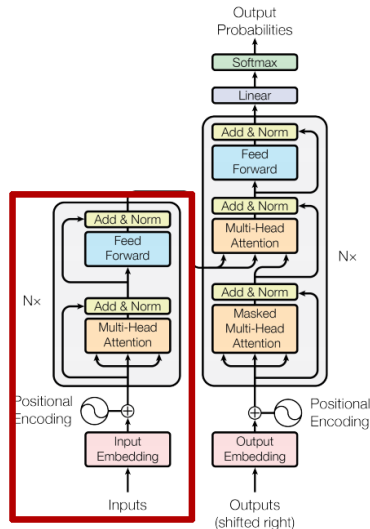 Output
Probabilities
Softmax
Linear
Add & Norm
Feed
Forward
Add & Norm
Multi-Head
Attention
Nx
Add & Norm
Masked
Multi-Head
Attention
Positional
Encoding
Output
Embedding
Outputs
(shifted right)
Add & Norm
Feed
Forward
Nx
Add & Norm
Multi-Head
Attention
Positional
Encoding
Input
Embedding
Inputs